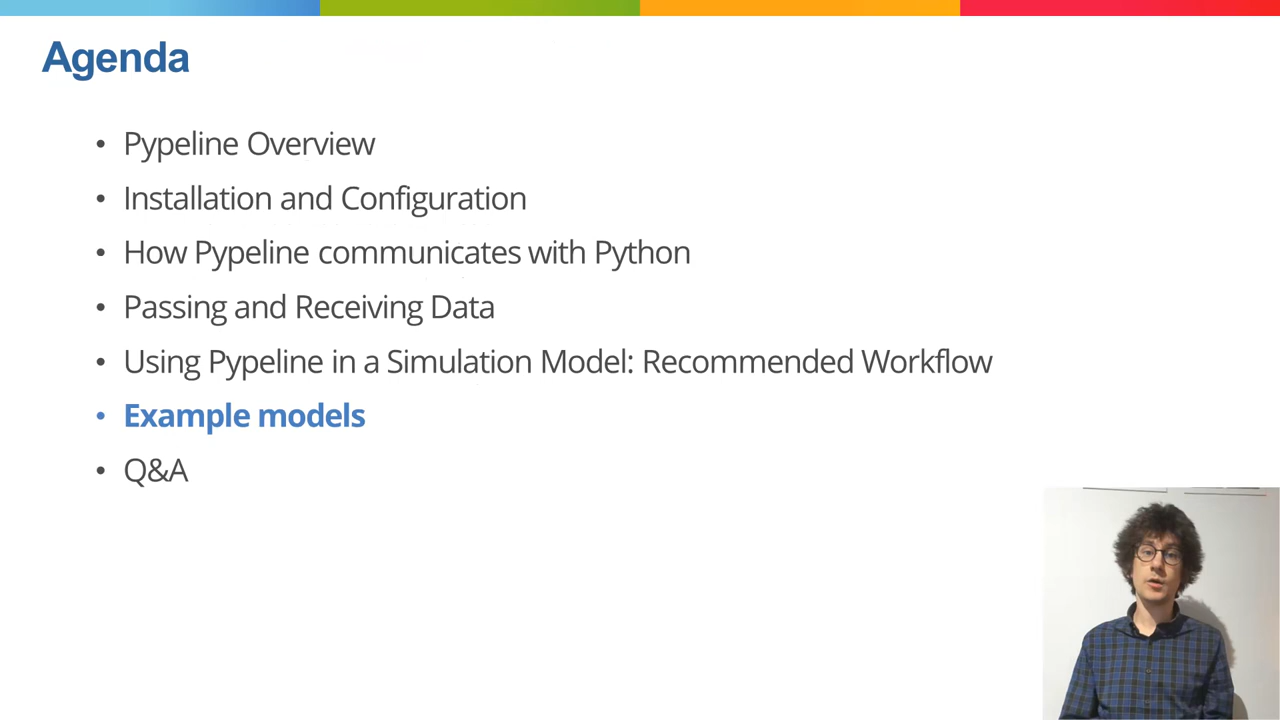 Agenda
• Pypeline Overview
• Installation and Configuration
• How Pypeline communicates with Python
• Passing and Receiving Data
• Using Pypeline in a Simulation Model: Recommended Workflow
• Example models
• Q&A